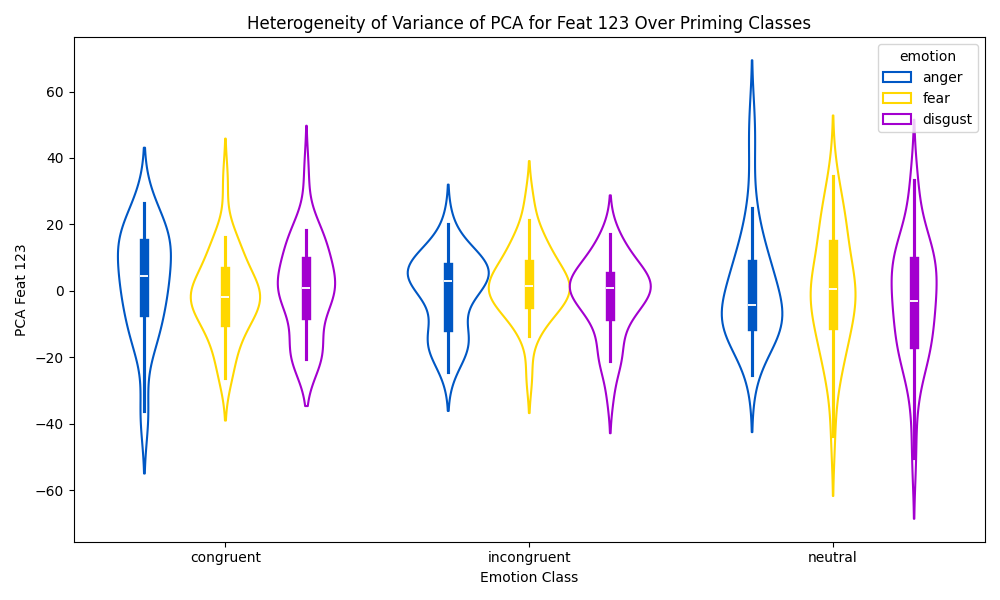 Heterogeneity of Variance of PCA for Feat 123 Over Priming Classes
emotion
anger
fear
disgust
PCA Feat 123
60
40
20
0
−20
−40
−60
congruent
incongruent
neutral
Emotion Class